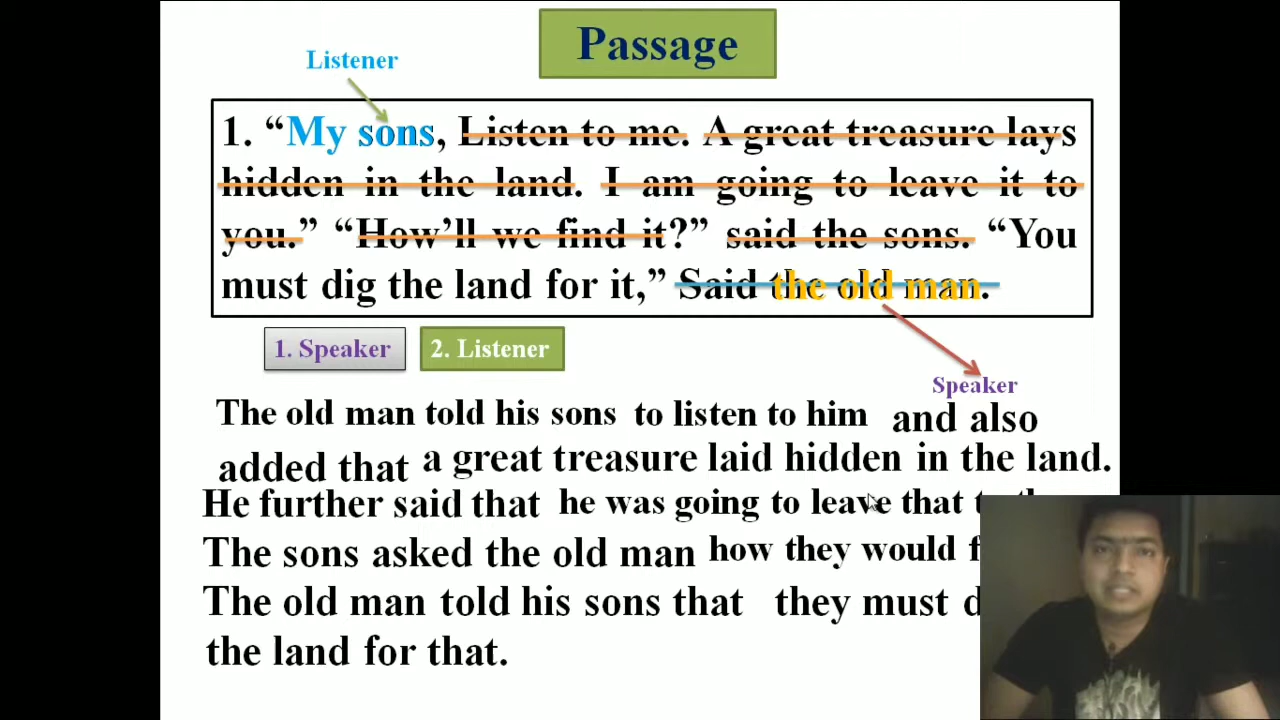 Passage
Listener
1. “My sons, Listen to me. A great treasure lays
hidden in the land. I am going to leave it to
you.” “How’ll we find it?” said the sons. “You
must dig the land for it,” Said the old man.
1. Speaker
2. Listener
Speaker
The old man told his sons to listen to him and also
added that a great treasure laid hidden in the land.
He further said that he was going to leave that
The sons asked the old man how they would
The old man told his sons that they must
the land for that.